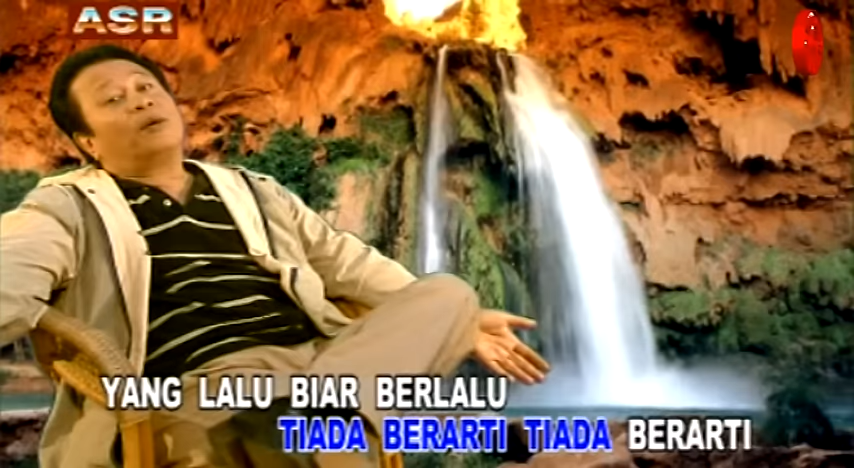 ASR
YANG LALU BIAR BERLALU
TIADA BERARTI TIADA BERARTI